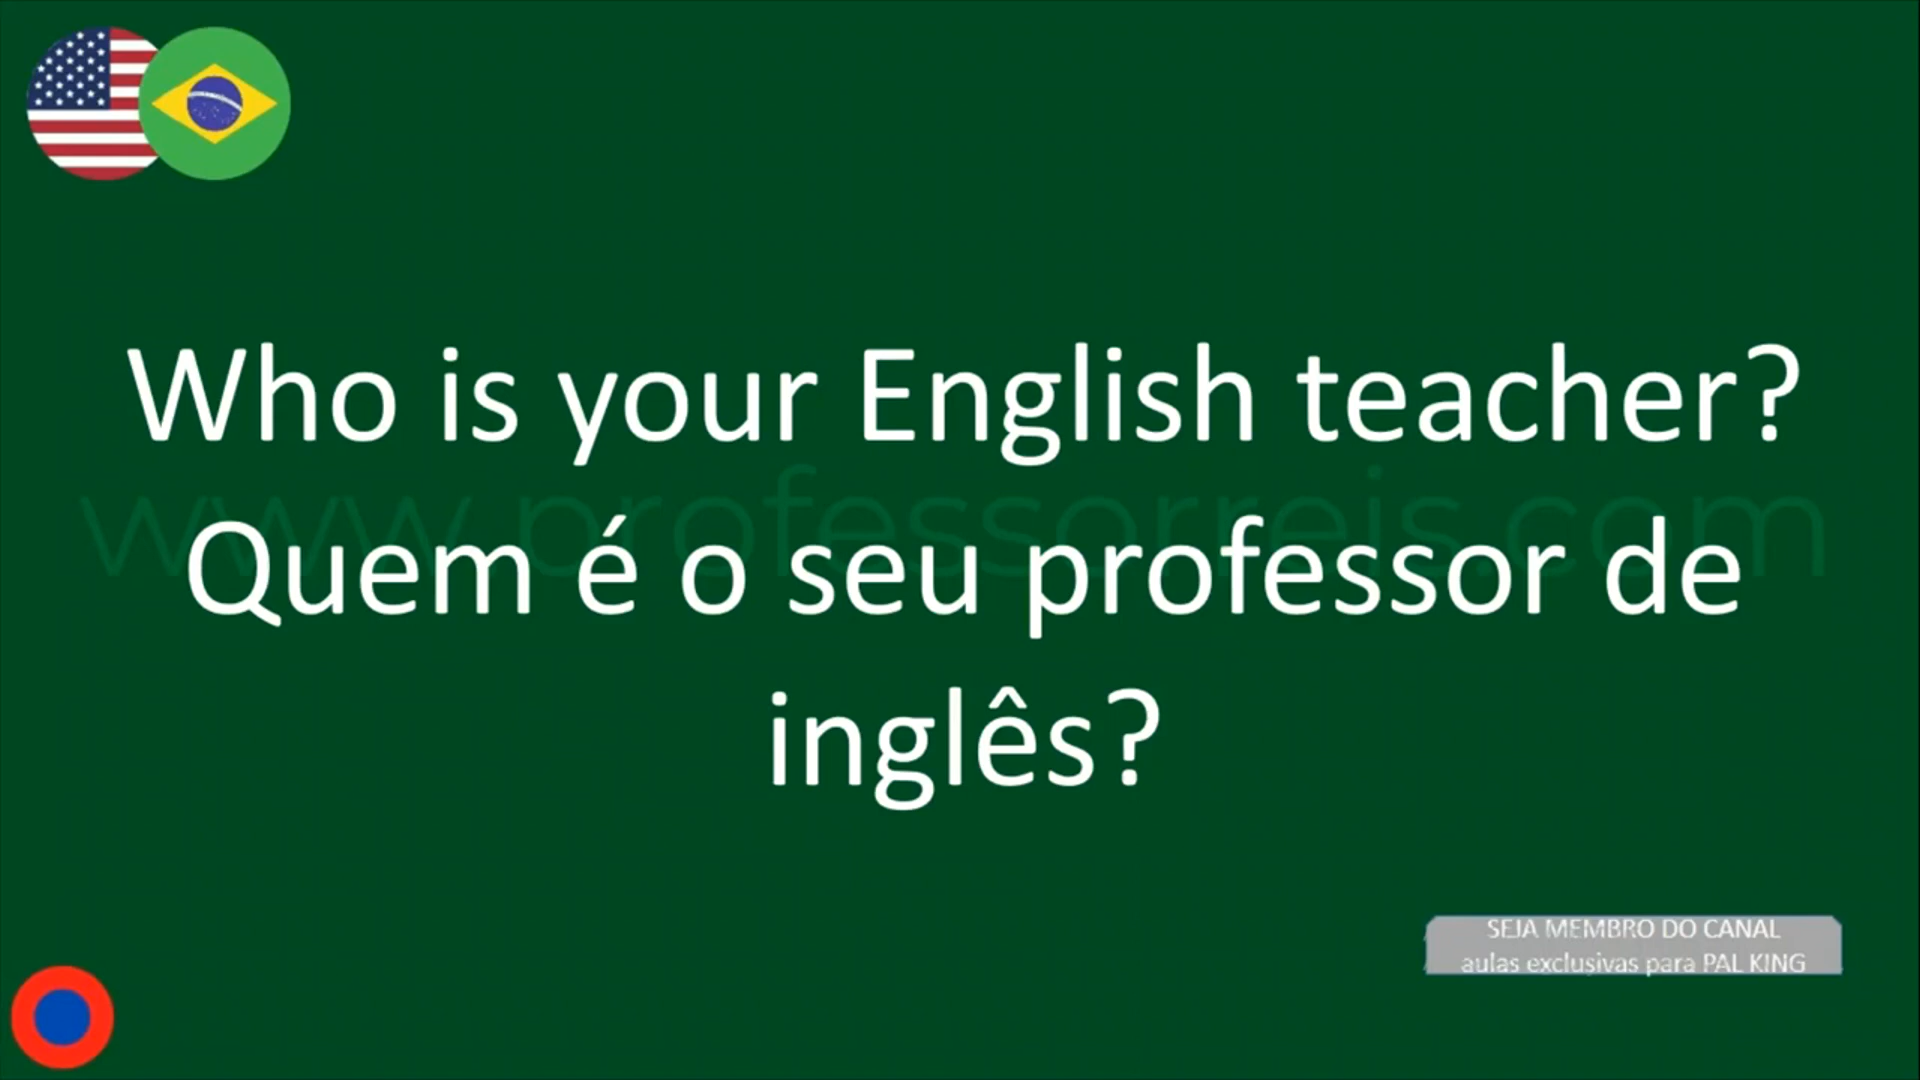 Who is your English teacher?
www.professorreis.com
Quem é o seu professor de
inglês?
SEJA MEMBRO DO CANAL
aulas exclusivas para PAL KING